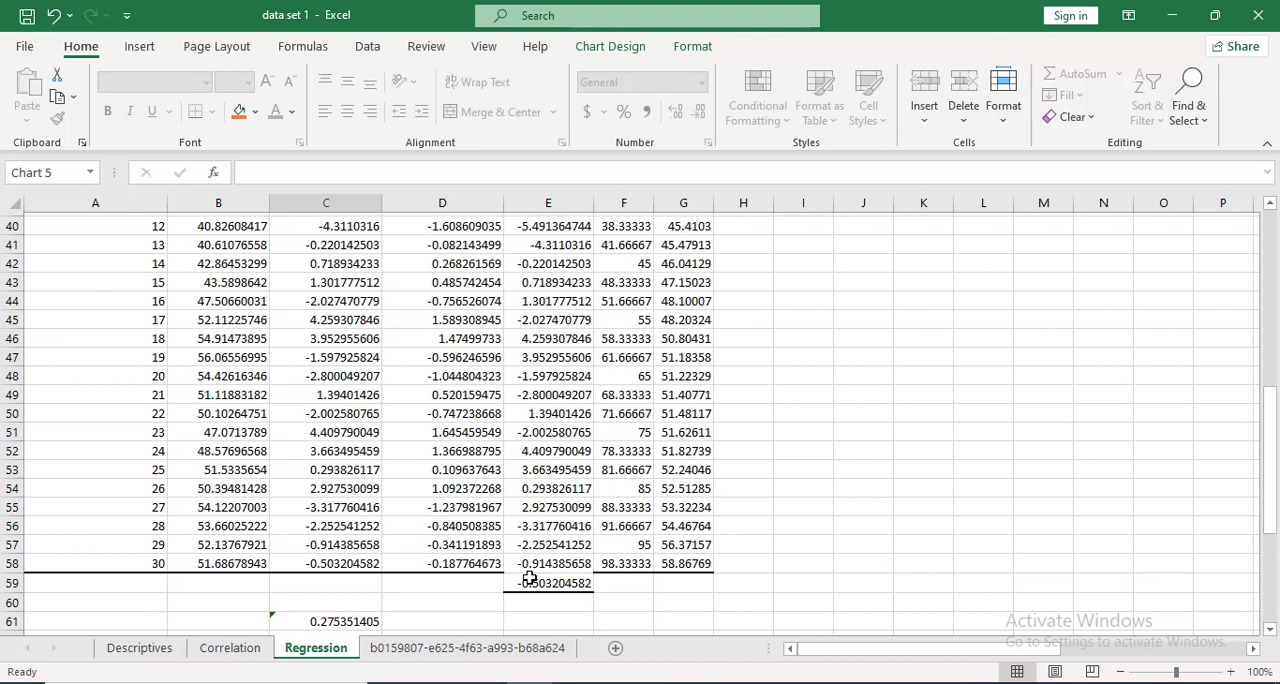 data set 1 - Excel
Search
Sign in
File Home Insert Page Layout Formulas Data Review View Help Chart Design Format
Share
Paste
General
Wrap Text
Merge & Center
Conditional Formatting
Format as Table
Cell Styles
Insert
Delete
Format
AutoSum
Fill
Clear
Sort & Filter
Find & Select
Clipboard Font Alignment Number Styles Cells Editing
Chart 5
fx
A B C D E F G H I J K L M N O P
40 12 40.82608417 -4.3110316 -1.608609035 -5.491364744 38.33333 45.4103
41 13 40.61076558 -0.220142503 -0.082143499 -4.3110316 41.66667 45.47913
42 14 42.86453299 0.718934233 0.268261569 -0.220142503 45 46.04129
43 15 43.5898642 1.301777512 0.485742454 0.718934233 48.33333 47.15023
44 16 47.50660031 -2.027470779 -0.756526074 1.301777512 51.66667 48.10007
45 17 52.11225746 4.259307846 1.589308945 -2.027470779 55 48.20324
46 18 54.91473895 3.952955606 1.47499733 4.259307846 58.33333 50.80431
47 19 56.06556995 -1.597925824 -0.596246596 3.952955606 61.66667 51.18358
48 20 54.42616346 -2.800049207 -1.044804323 -1.597925824 65 51.22329
49 21 51.11883182 1.39401426 0.520159475 -2.800049207 68.33333 51.40771
50 22 50.10264751 -2.002580765 -0.747238668 1.39401426 71.66667 51.48117
51 23 47.0713789 4.409790049 1.645459549 -2.002580765 75 51.62611
52 24 48.57696568 3.663495459 1.366988795 4.409790049 78.33333 51.82739
53 25 51.5335654 0.293826117 0.109637643 3.663495459 81.66667 52.24046
54 26 50.39481428 2.927530099 1.092372268 0.293826117 85 52.51285
55 27 54.12207003 -3.317760416 -1.237981967 2.927530099 88.33333 53.32234
56 28 53.66025222 -2.252541252 -0.840508385 -3.317760416 91.66667 54.46764
57 29 52.13767921 -0.914385658 -0.341191893 -2.252541252 95 56.37157
58 30 51.68678943 -0.503204582 -0.187764673 -0.914385658 98.33333 58.86769
59 -0.503204582
60
61 0.275351405
Activate Windows
Go to Settings to activate Windows.
Descriptives Correlation Regression 0159807-e625-4f63-a993-b68a624
Ready
100%